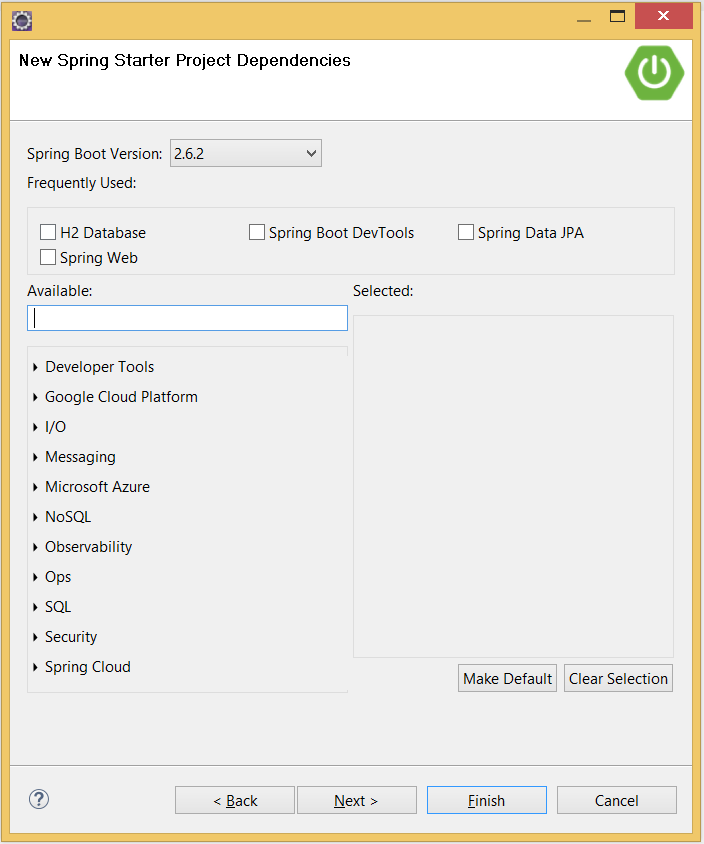 New Spring Starter Project Dependencies
Spring Boot Version: 2.6.2
Frequently Used:
H2 Database Spring Boot DevTools Spring Data JPA
Spring Web
Available: Selected:
Developer Tools
Google Cloud Platform
I/O
Messaging
Microsoft Azure
NoSQL
Observability
Ops
SQL
Security
Spring Cloud
Make Default Clear Selection
? < Back Next > Finish Cancel